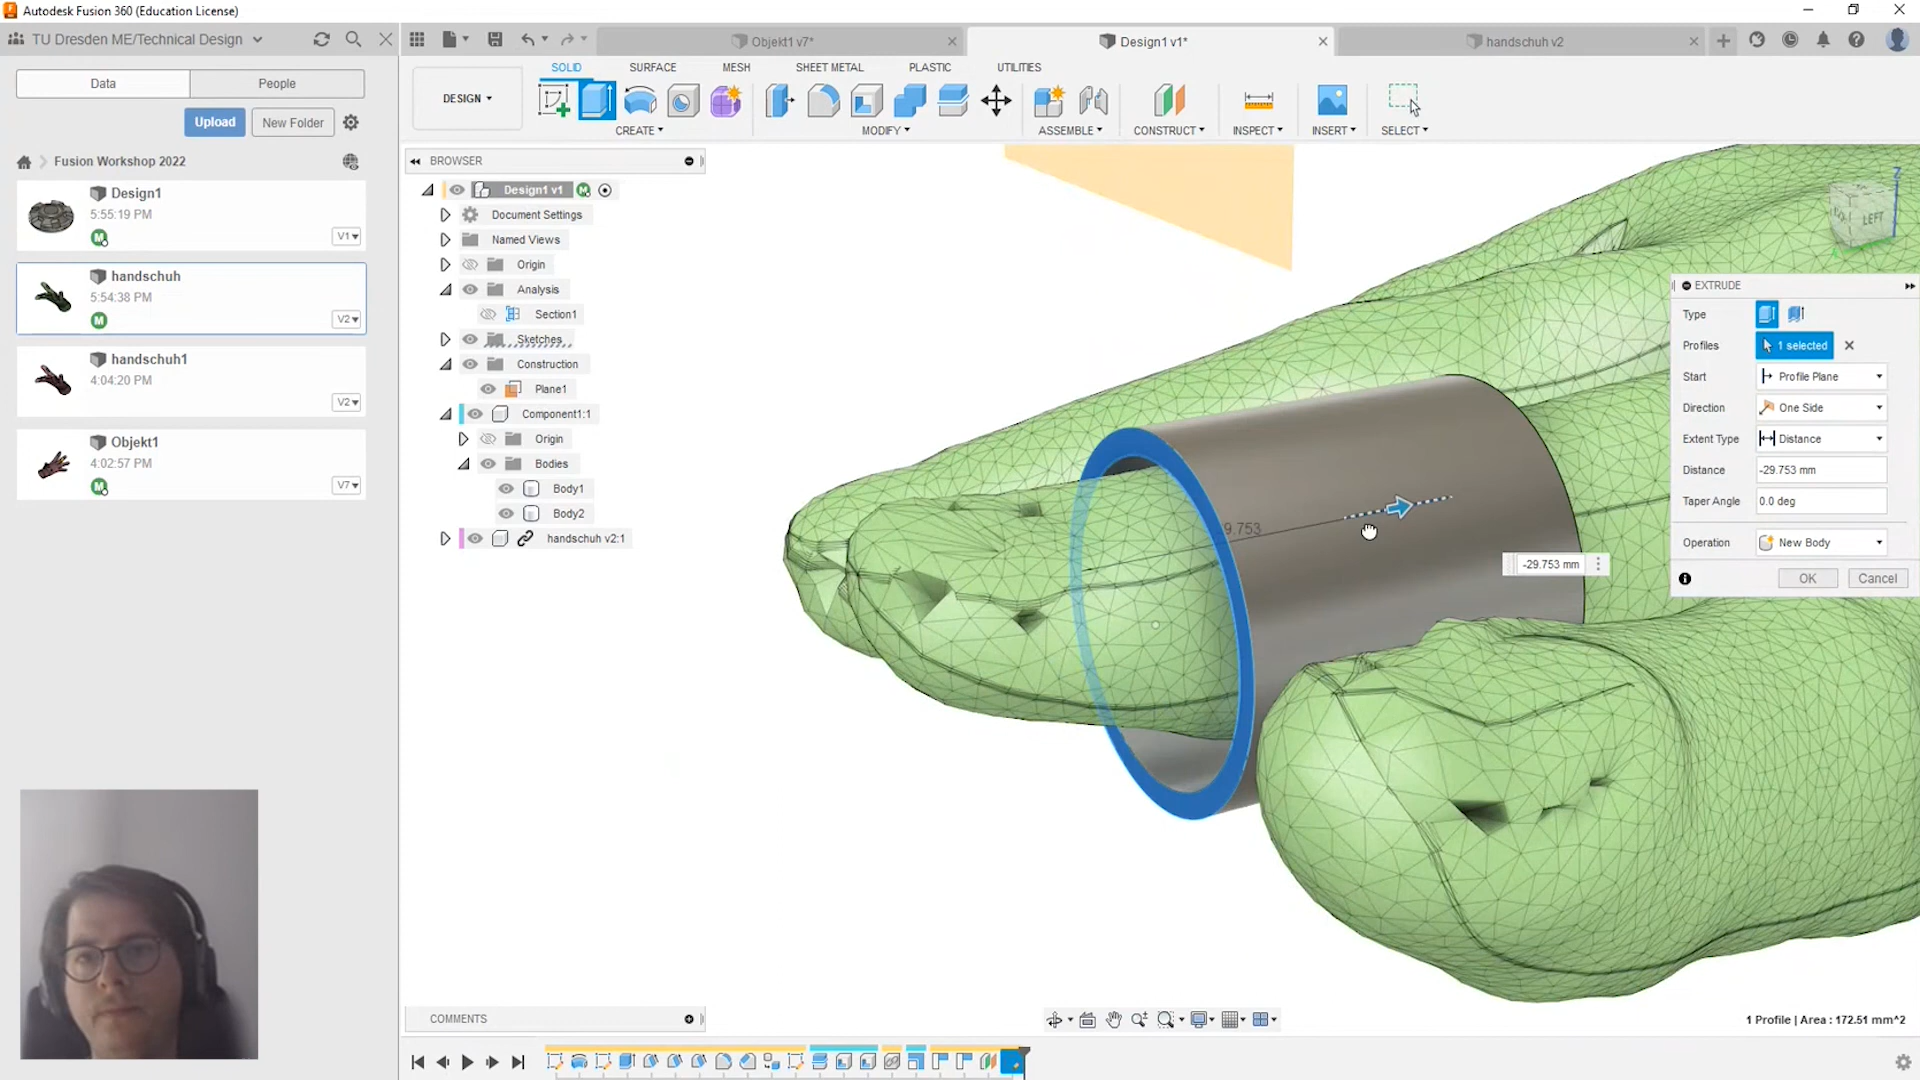 Autodesk Fusion 360 (Education License)
TU Dresden ME/Technical Design
Objekt1 v7*
Design1 v1*
handschuh v2
Data
People
SOLID
SURFACE
MESH
SHEET METAL
PLASTIC
UTILITIES
Upload
New Folder
DESIGN
CREATE
MODIFY
ASSEMBLE
CONSTRUCT
INSPECT
INSERT
SELECT
Fusion Workshop 2022
Design1
5:55:19 PM
M
V1
handschuh
5:54:38 PM
M
V2
handschuh1
4:04:20 PM
V2
Objekt1
4:02:57 PM
M
V7
BROWSER
Design1 v1
M
Document Settings
Named Views
Origin
Analysis
Section1
Sketches
Construction
Plane1
Component1:1
Origin
Bodies
Body1
Body2
handschuh v2:1
Z
LEFT
9.753
-29.753 mm
EXTRUDE
Type
Profiles
1 selected
Start
Profile Plane
Direction
One Side
Extent Type
Distance
Distance
-29.753 mm
Taper Angle
0.0 deg
Operation
New Body
OK
Cancel
COMMENTS
1 Profile | Area : 172.51 mm^2